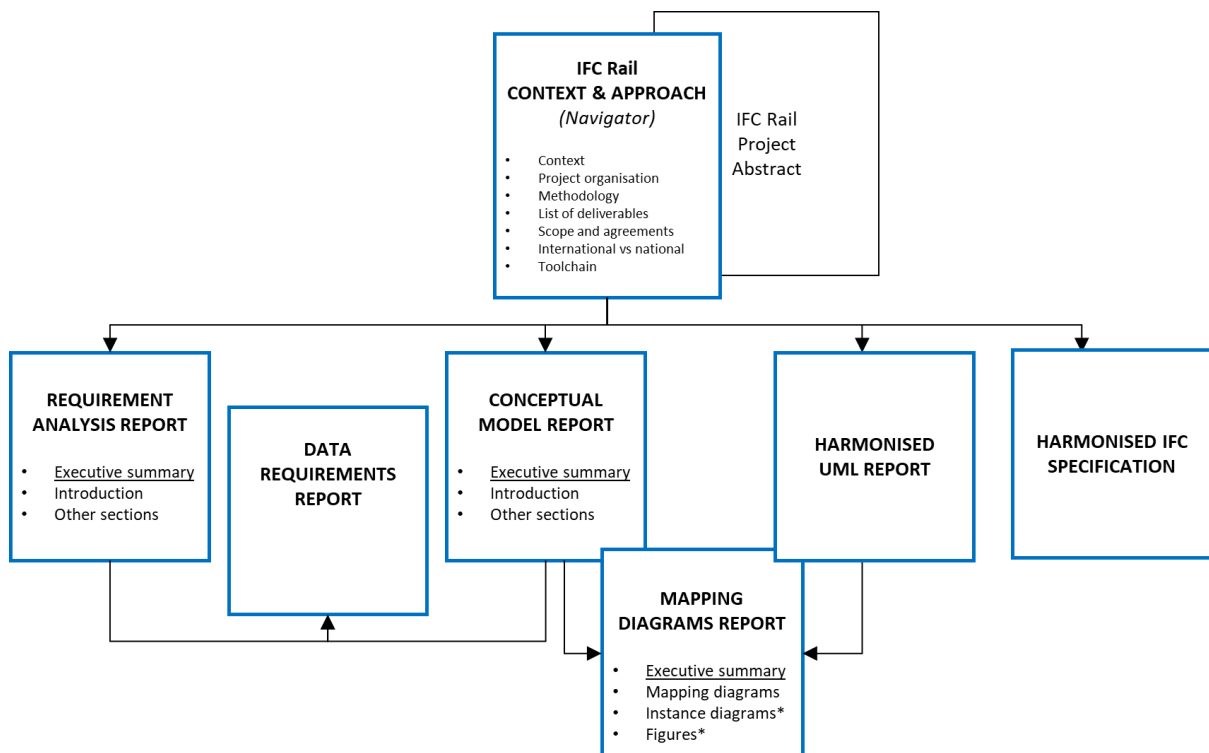 IFC Rail
CONTEXT & APPROACH
(Navigator)
• Context
• Project organisation
• Methodology
• List of deliverables
• Scope and agreements
• International vs national
• Toolchain
IFC Rail
Project
Abstract
REQUIREMENT
ANALYSIS REPORT
• Executive summary
• Introduction
• Other sections
DATA
REQUIREMENTS
REPORT
CONCEPTUAL
MODEL REPORT
• Executive summary
• Introduction
• Other sections
MAPPING
DIAGRAMS REPORT
• Executive summary
• Mapping diagrams
• Instance diagrams*
• Figures*
HARMONISED
UML REPORT
HARMONISED IFC
SPECIFICATION